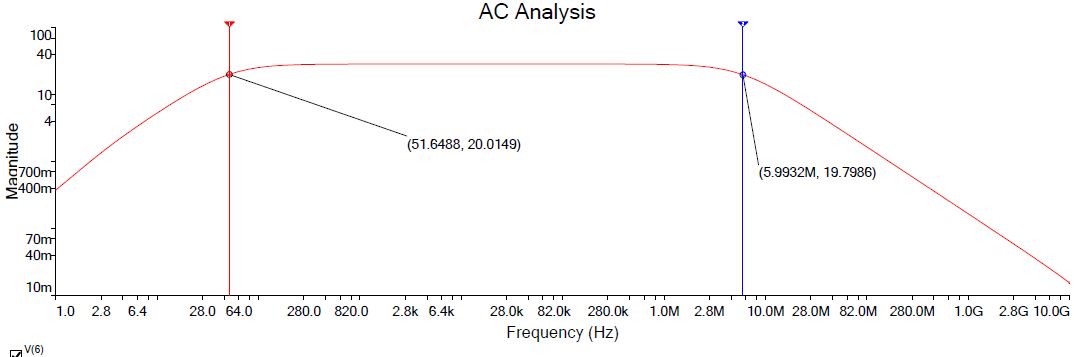 AC Analysis
100
40
10
4
700m
400m
70m
40m
10m
Magnitude
(51.6488, 20.0149)
(5.9932M, 19.7986)
1.0 2.8 6.4 28.0 64.0 280.0 820.0 2.8k 6.4k 28.0k 82.0k 280.0k 1.0M 2.8M 10.0M 28.0M 82.0M 280.0M 1.0G 2.8G 10.0G
Frequency (Hz)
V(6)